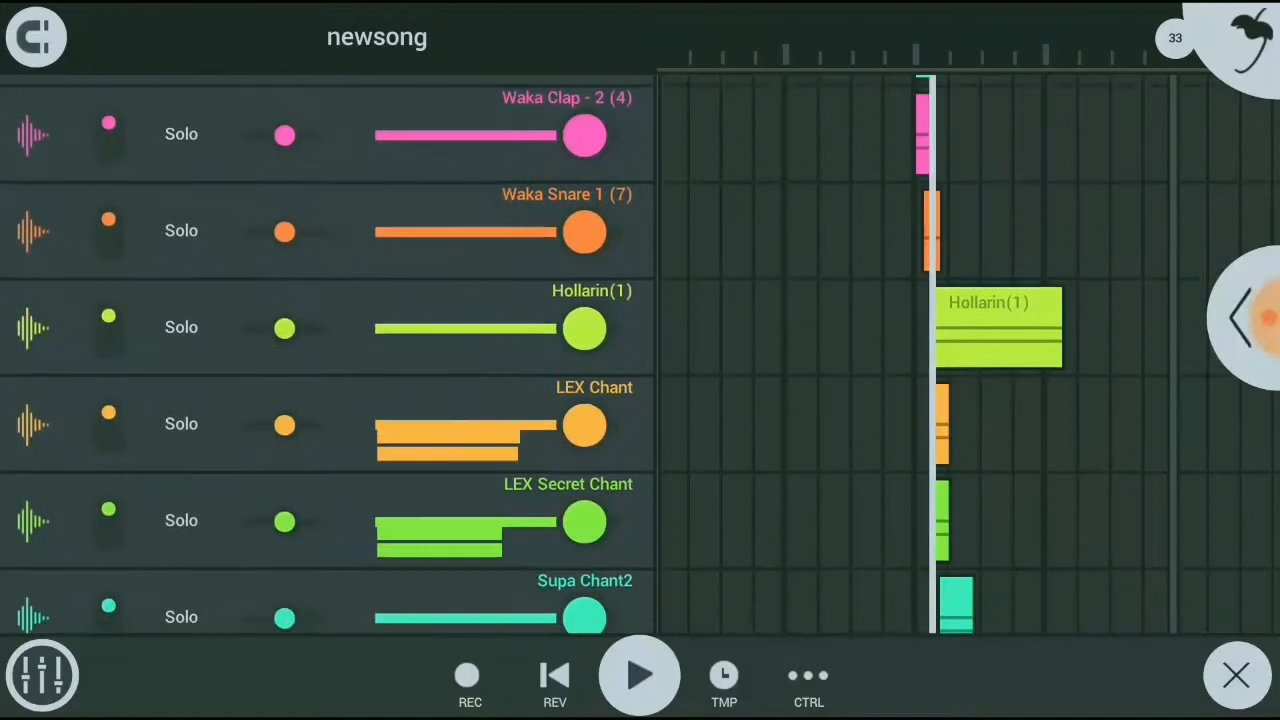 newsong
33
Waka Clap - 2 (4)
Solo
Waka Snare 1 (7)
Solo
Hollarin(1)
Solo
Hollarin(1)
LEX Chant
Solo
LEX Secret Chant
Solo
Supa Chant2
Solo
REC
REV
TMP
CTRL